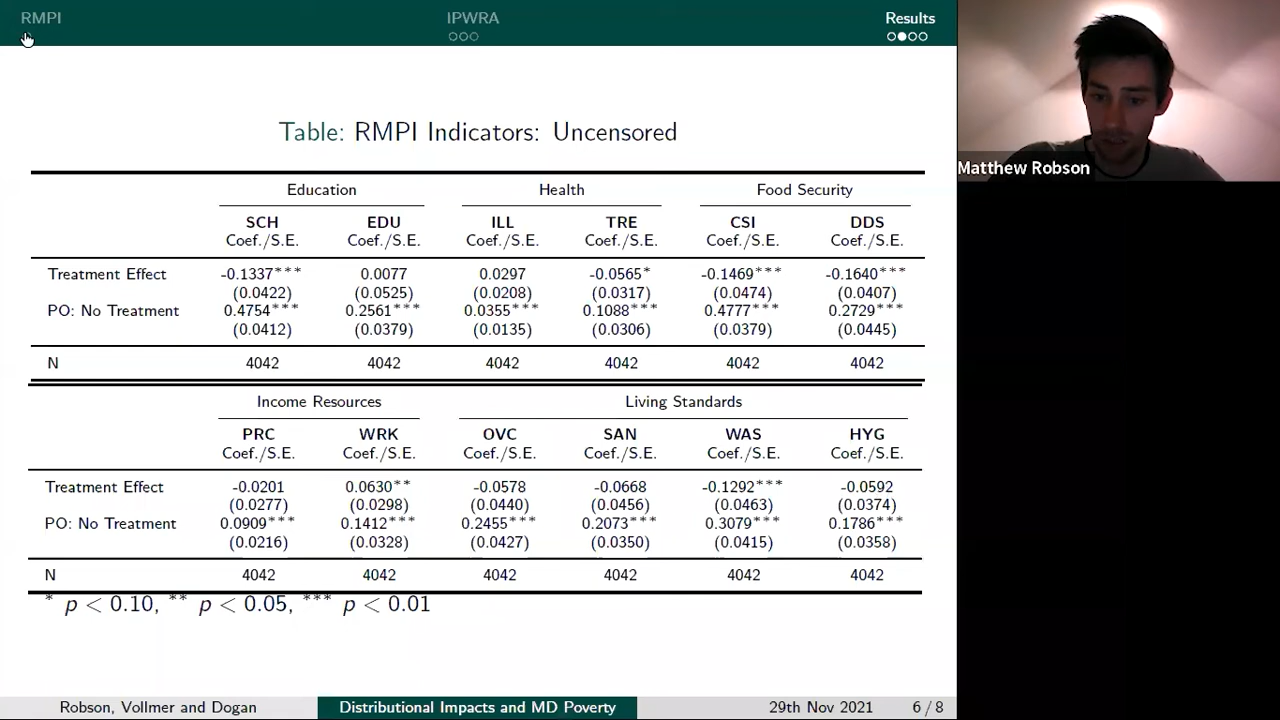 RMPI IPWRA Results
Table: RMPI Indicators: Uncensored
Education Health Food Security
SCH EDU ILL TRE CSI DDS
Coef./S.E. Coef./S.E. Coef./S.E. Coef./S.E. Coef./S.E. Coef./S.E.
Treatment Effect -0.1337*** 0.0077 0.0297 -0.0565* -0.1469*** -0.1640***
(0.0422) (0.0525) (0.0208) (0.0317) (0.0474) (0.0407)
PO: No Treatment 0.4754*** 0.2561*** 0.0355*** 0.1088*** 0.4777*** 0.2729***
(0.0412) (0.0379) (0.0135) (0.0306) (0.0379) (0.0445)
N 4042 4042 4042 4042 4042 4042
Income Resources Living Standards
PRC WRK OVC SAN WAS HYG
Coef./S.E. Coef./S.E. Coef./S.E. Coef./S.E. Coef./S.E. Coef./S.E.
Treatment Effect -0.0201 0.0630** -0.0578 -0.0668 -0.1292*** -0.0592
(0.0277) (0.0298) (0.0440) (0.0456) (0.0463) (0.0374)
PO: No Treatment 0.0909*** 0.1412*** 0.2455*** 0.2073*** 0.3079*** 0.1786***
(0.0216) (0.0328) (0.0427) (0.0350) (0.0415) (0.0358)
N 4042 4042 4042 4042 4042 4042
* p < 0.10, ** p < 0.05, *** p < 0.01
Robson, Vollmer and Dogan Distributional Impacts and MD Poverty 29th Nov 2021 6 / 8
Matthew Robson